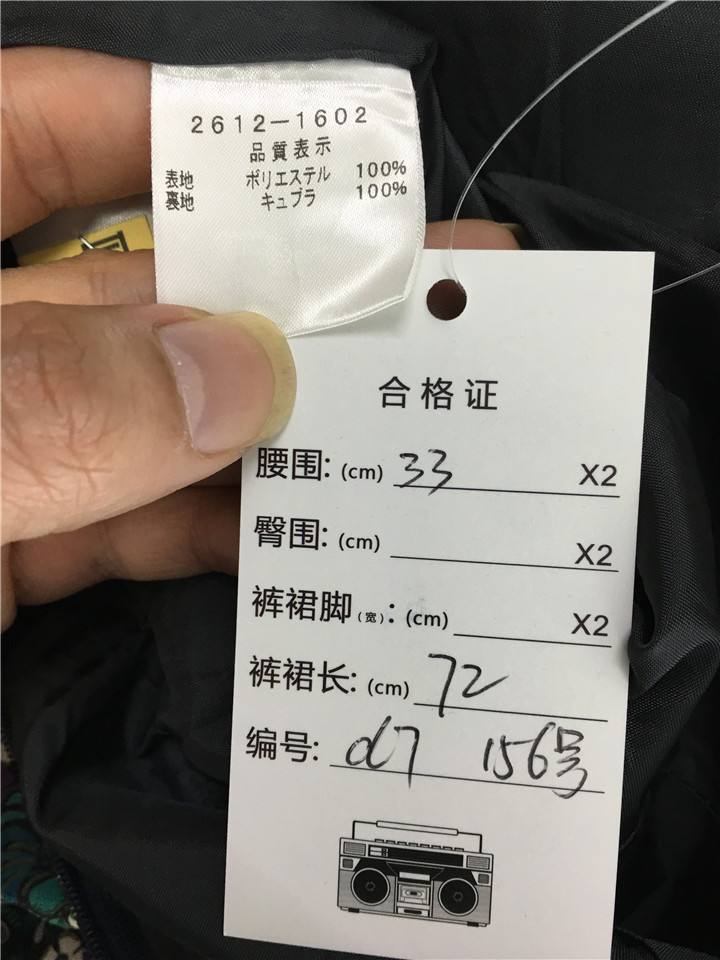 2612-1602
品質表示
表地 ポリエステル 100%
裏地 キュプラ 100%
合格证
腰围: (cm) 33 X2
臀围: (cm) X2
裤裙脚(宽): (cm) X2
裤裙长: (cm) 72
编号: d7 156号